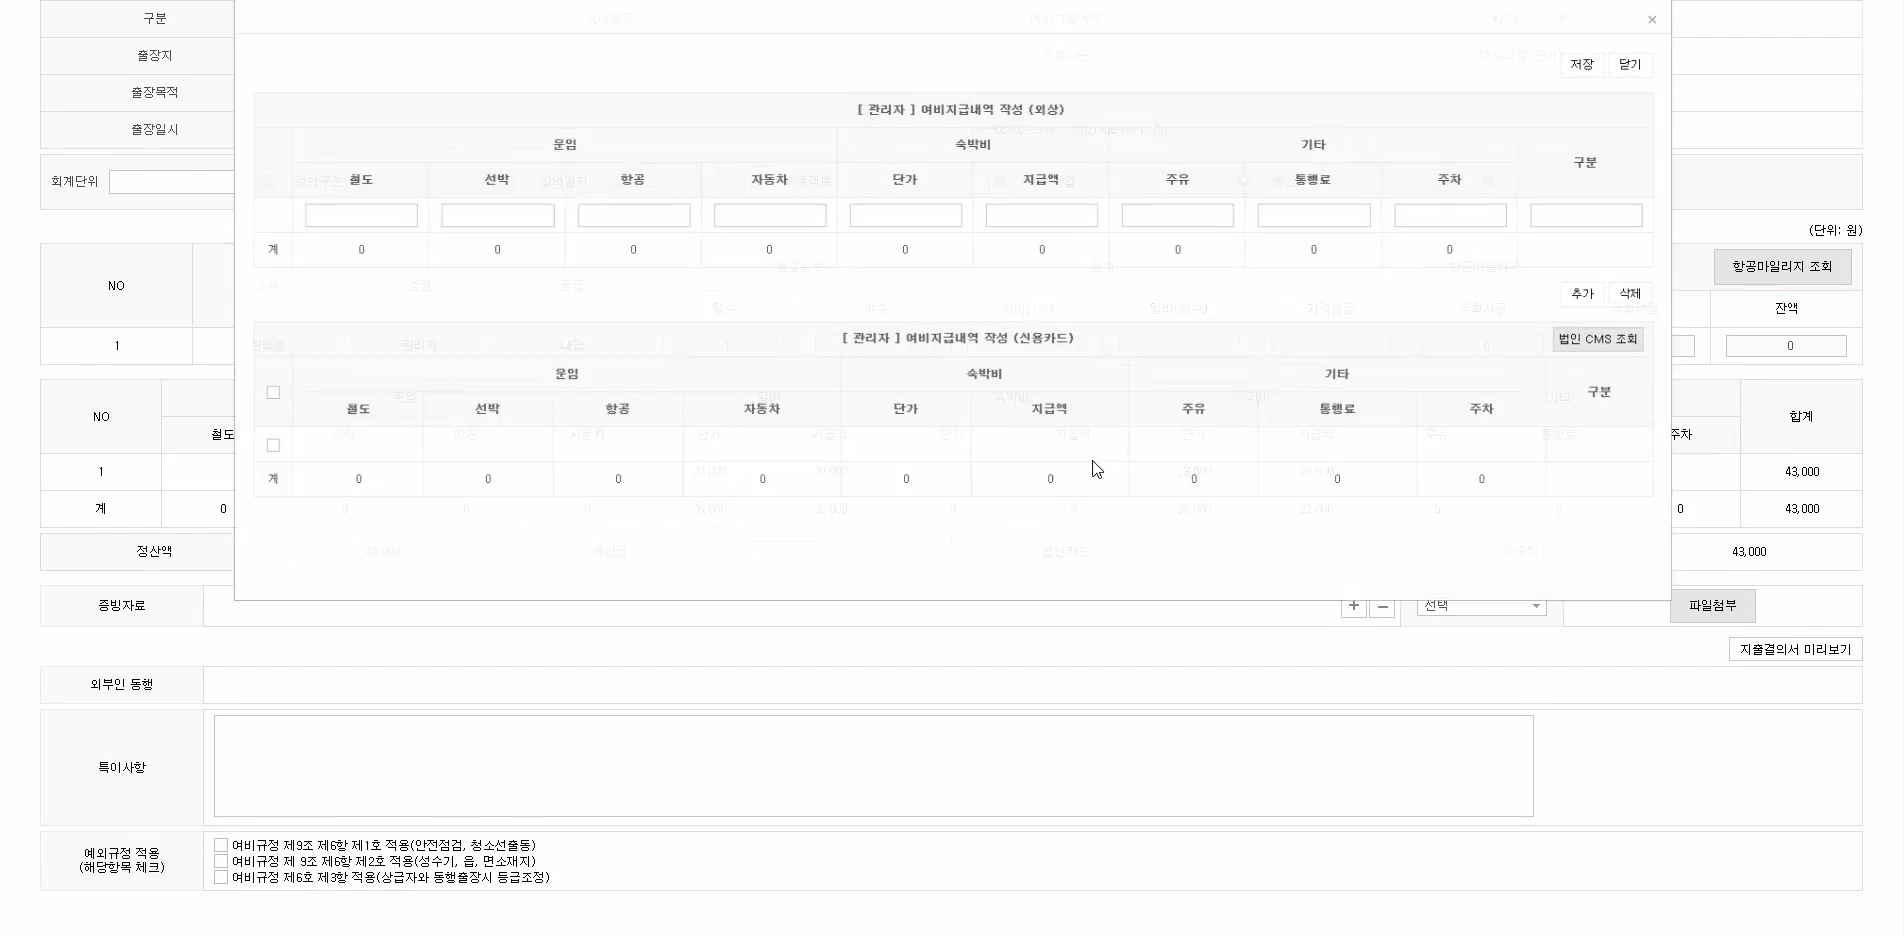 구분
×
출장지
저장 닫기
출장목적
[ 관리자 ] 여비지급내역 작성 (외상)
출장일시
운임 숙박비 기타 구분
회계단위
철도 선박 항공 자동차 단가 지급액 주유 통행료 주차
(단위: 원)
계 0 0 0 0 0 0 0 0 0
항공마일리지 조회
NO
추가 삭제
잔액
[ 관리자 ] 여비지급내역 작성 (신용카드) 법인 CMS 조회
1 0
운임 숙박비 기타 구분
철도 선박 항공 자동차 단가 지급액 주유 통행료 주차
NO 합계
철도 주차
1 43,000
계 0 0 0 0 0 0 0 0 0
계 0 0 43,000
정산액 43,000
증빙자료 + − 선택 파일첨부
지출결의서 미리보기
외부인 동행
특이사항
예외규정 적용
(해당항목 체크)
여비규정 제9조 제6항 제1호 적용(안전점검, 청소선출동)
여비규정 제 9조 제6항 제2호 적용(성수기, 읍, 면소재지)
여비규정 제6호 제3항 적용(상급자와 동행출장시 등급조정)